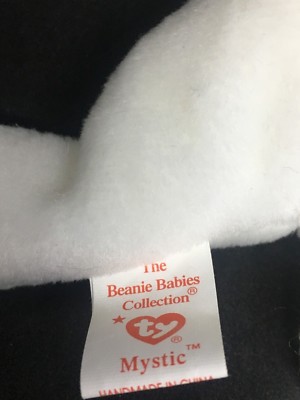 The
Beanie Babies
Collection®
★ ty ®
Mystic™
HANDMADE IN CHINA